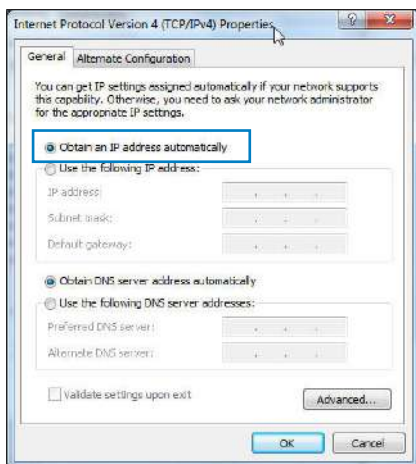 Internet Protocol Version 4 (TCP/IPv4) Properties
General
Alternate Configuration
You can get IP settings assigned automatically if your network supports
this capability. Otherwise, you need to ask your network administrator
for the appropriate IP settings.
Obtain an IP address automatically
Use the following IP address:
IP address:
Subnet mask:
Default gateway:
Obtain DNS server address automatically
Use the following DNS server addresses:
Preferred DNS server:
Alternate DNS server:
Validate settings upon exit
Advanced...
OK
Cancel